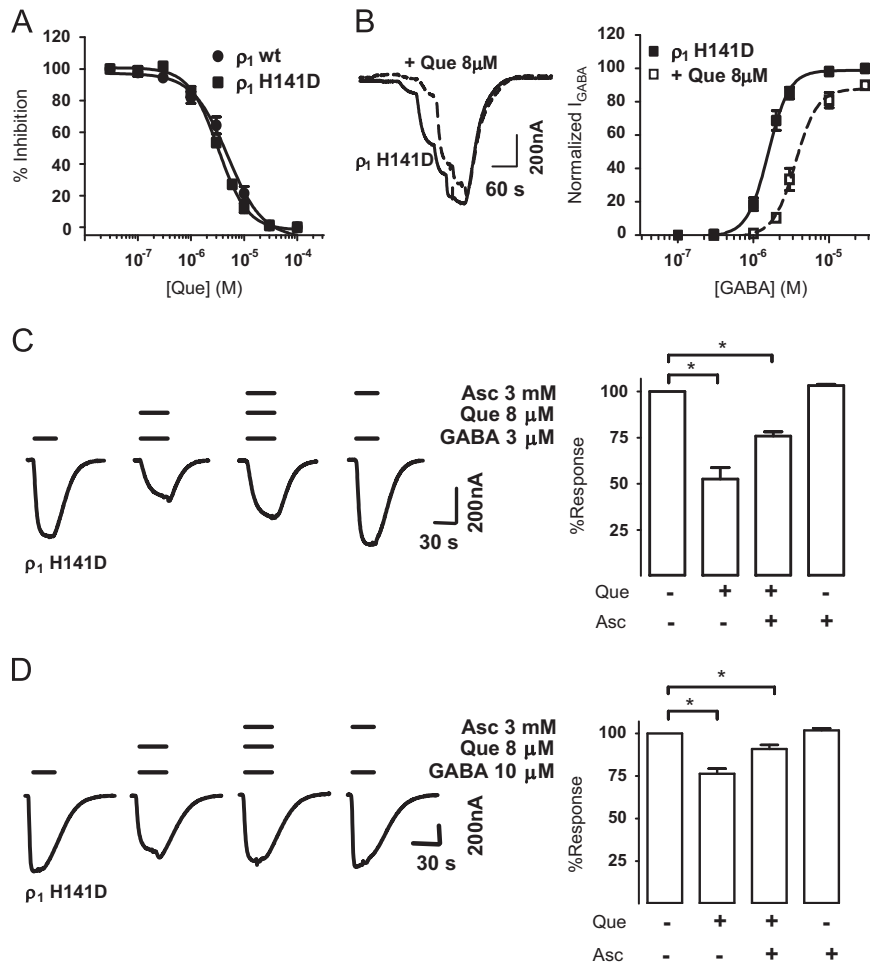 A
120
100
80
60
40
20
0
% Inhibition
10⁻⁷ 10⁻⁶ 10⁻⁵ 10⁻⁴
[Que] (M)
ρ₁ wt
ρ₁ H141D
B
+ Que 8μM
ρ₁ H141D
60 s
200nA
120
100
80
60
40
20
0
Normalized I_GABA
10⁻⁷ 10⁻⁶ 10⁻⁵
[GABA] (M)
ρ₁ H141D
+ Que 8μM
C
Asc 3 mM
Que 8 μM
GABA 3 μM
ρ₁ H141D
30 s
200nA
100
75
50
25
%Response
* *
Que - + + -
Asc - - + +
D
Asc 3 mM
Que 8 μM
GABA 10 μM
ρ₁ H141D
30 s
200nA
100
75
50
25
%Response
* *
Que - + + -
Asc - - + +